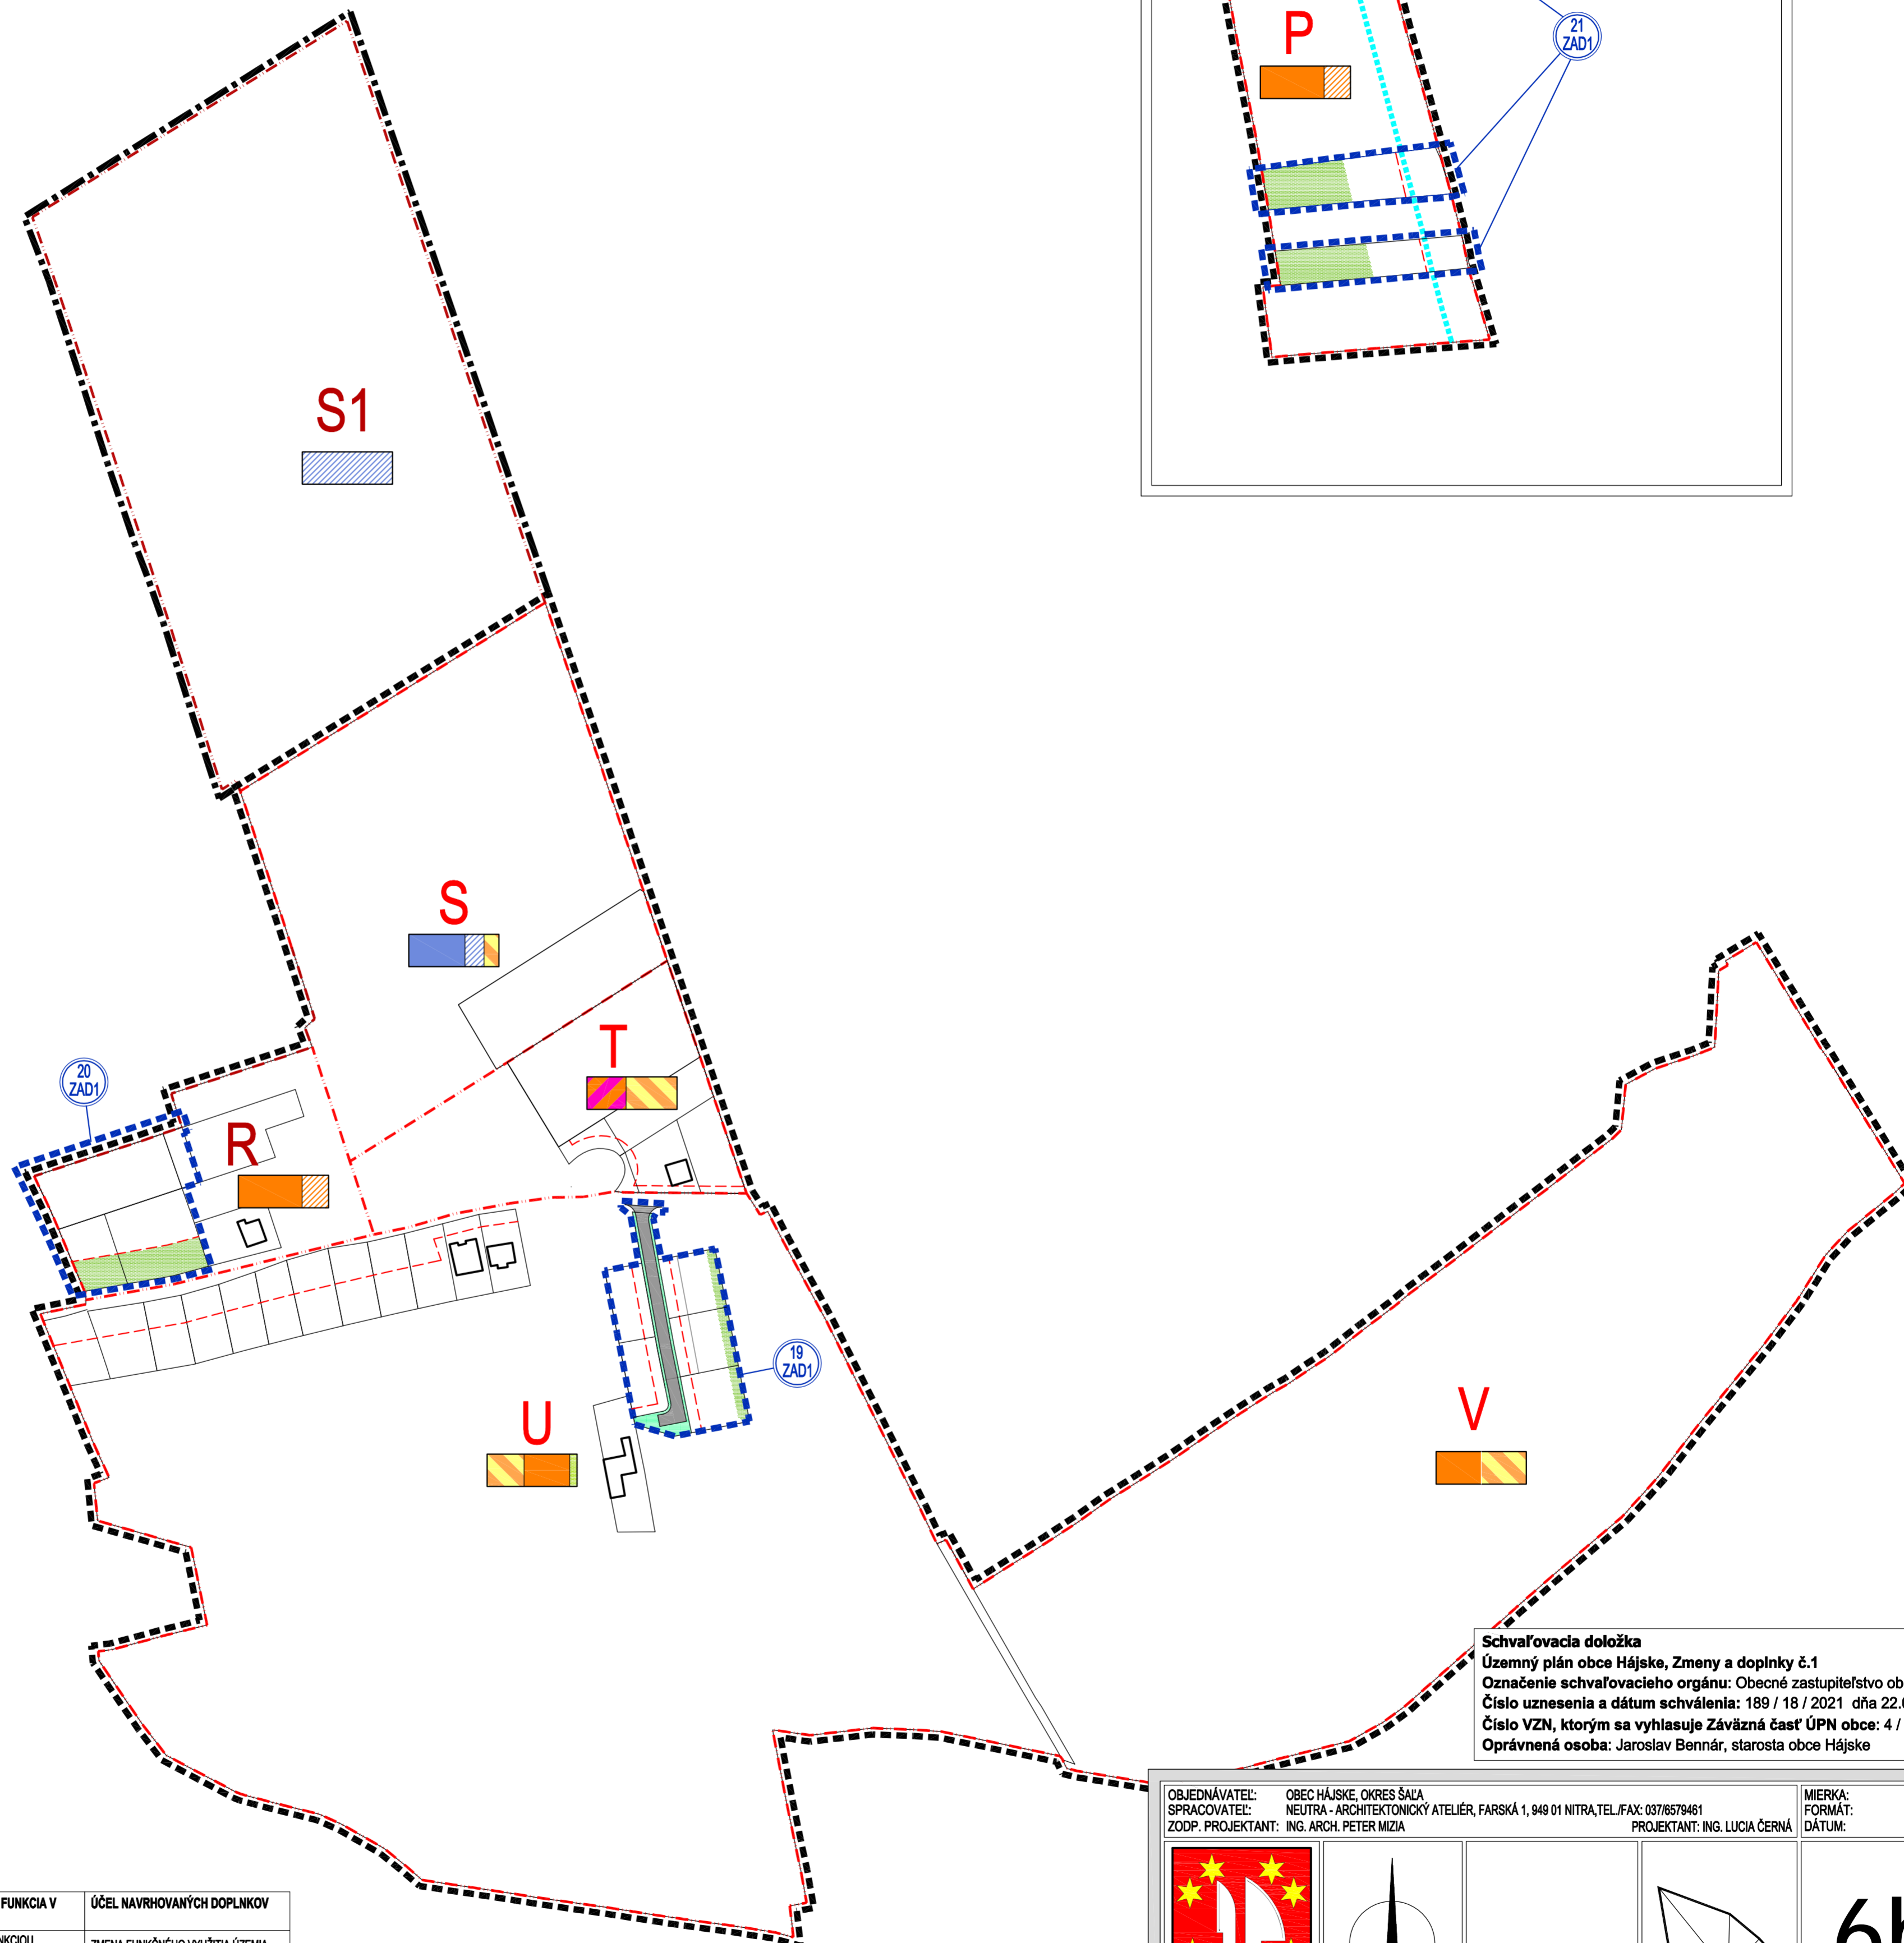 P
21
ZAD1
S1
S
T
20
ZAD1
R
19
ZAD1
U
V
Schvaľovacia doložka
Územný plán obce Hájske, Zmeny a doplnky č.1
Označenie schvaľovacieho orgánu: Obecné zastupiteľstvo ob
Číslo uznesenia a dátum schválenia: 189 / 18 / 2021 dňa 22.
Číslo VZN, ktorým sa vyhlasuje Záväzná časť ÚPN obce: 4 /
Oprávnená osoba: Jaroslav Bennár, starosta obce Hájske
OBJEDNÁVATEĽ: OBEC HÁJSKE, OKRES ŠAĽA
SPRACOVATEĽ: NEUTRA - ARCHITEKTONICKÝ ATELIÉR, FARSKÁ 1, 949 01 NITRA,TEL./FAX: 037/6579461
ZODP. PROJEKTANT: ING. ARCH. PETER MIZIA PROJEKTANT: ING. LUCIA ČERNÁ
MIERKA:
FORMÁT:
DÁTUM:
FUNKCIA V
ÚČEL NAVRHOVANÝCH DOPLNKOV
ZMENA FUNKČNÉHO VYUŽITIA ÚZEMIA